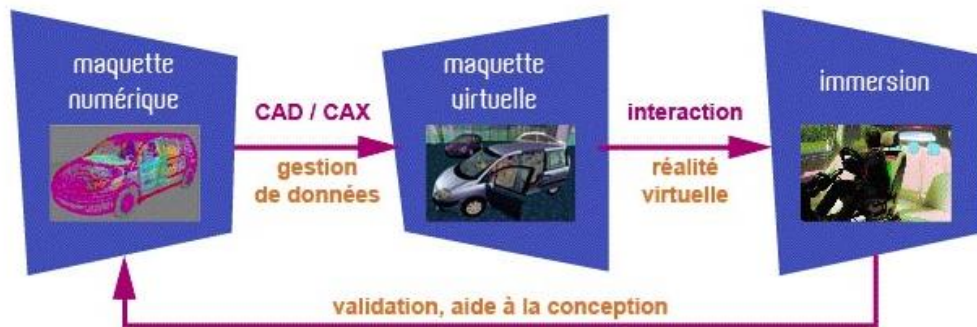 maquette
numérique
CAD / CAX
gestion
de données
maquette
virtuelle
interaction
réalité
virtuelle
immersion
validation, aide à la conception